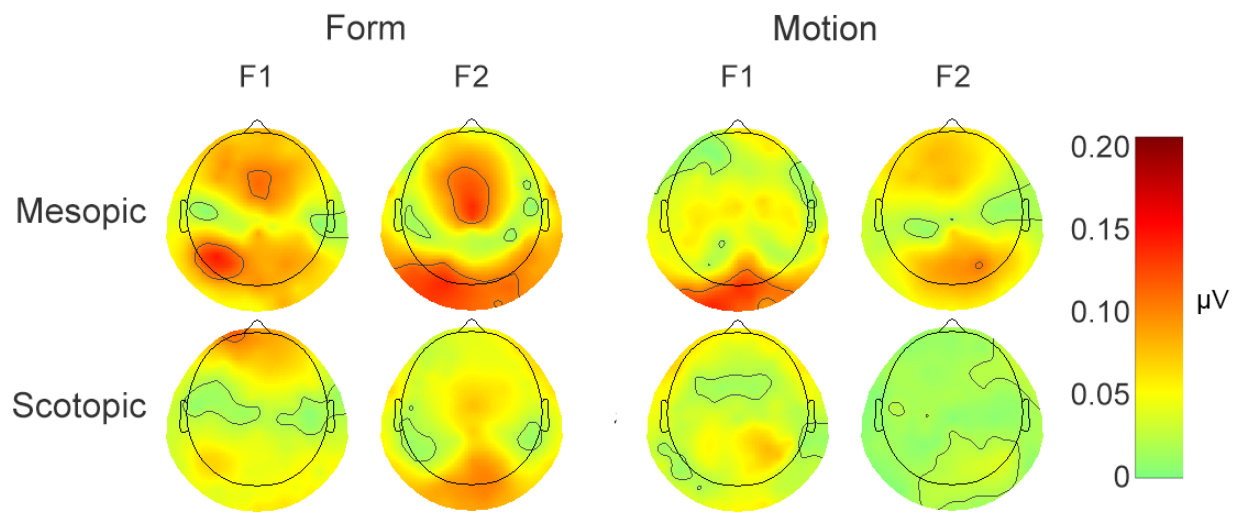 Form Motion
F1 F2 F1 F2
Mesopic
Scotopic
0.20
0.15
0.10
0.05
0
µV
;